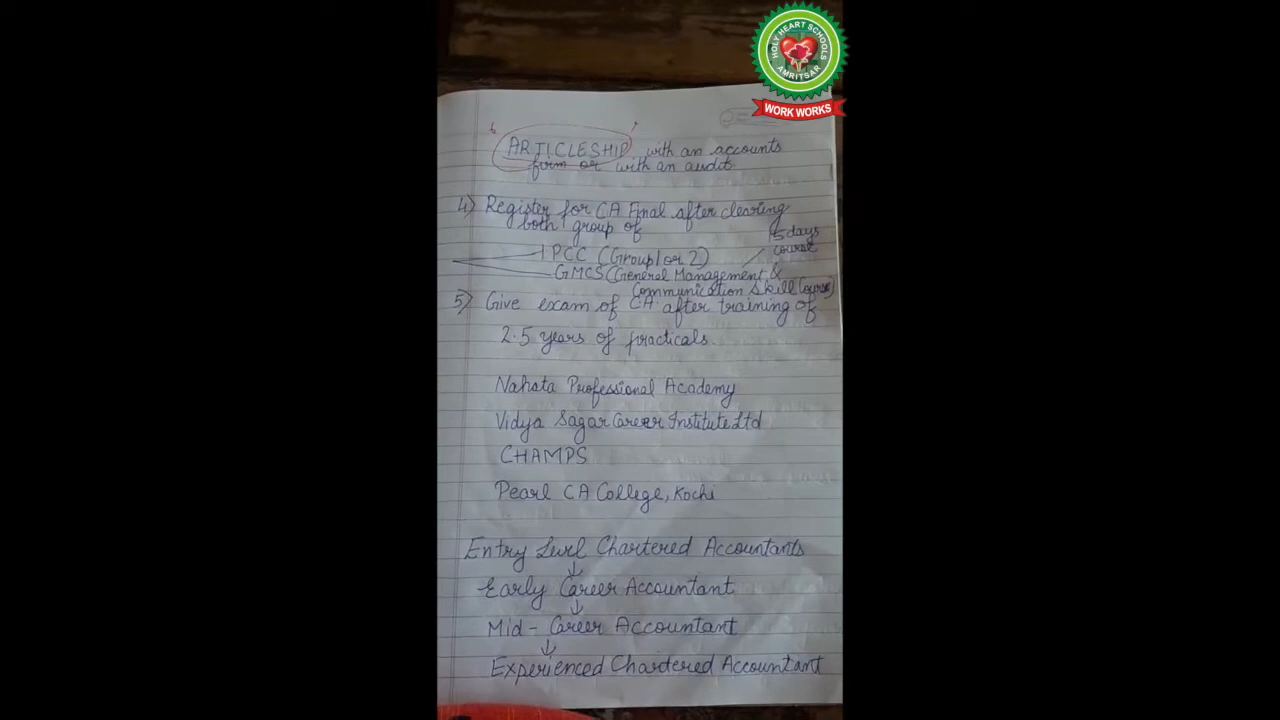 HOLY HEART SCHOOLS
AMRITSAR
WORK WORKS
ARTICLESHIP with an accounts
firm or with an audit
4) Register for CA Final after clearing
both group of
15 days
course
IPCC (Group 1 or 2)
GMCS (General Management &
Communication Skill Course)
5) Give exam of CA after training of
2.5 years of practicals.
Nahata Professional Academy
Vidya Sagar Career Institute Ltd
CHAMPS
Pearl CA College, Kochi
Entry Level Chartered Accountants
↓
Early Career Accountant
↓
Mid - Career Accountant
↓
Experienced Chartered Accountant